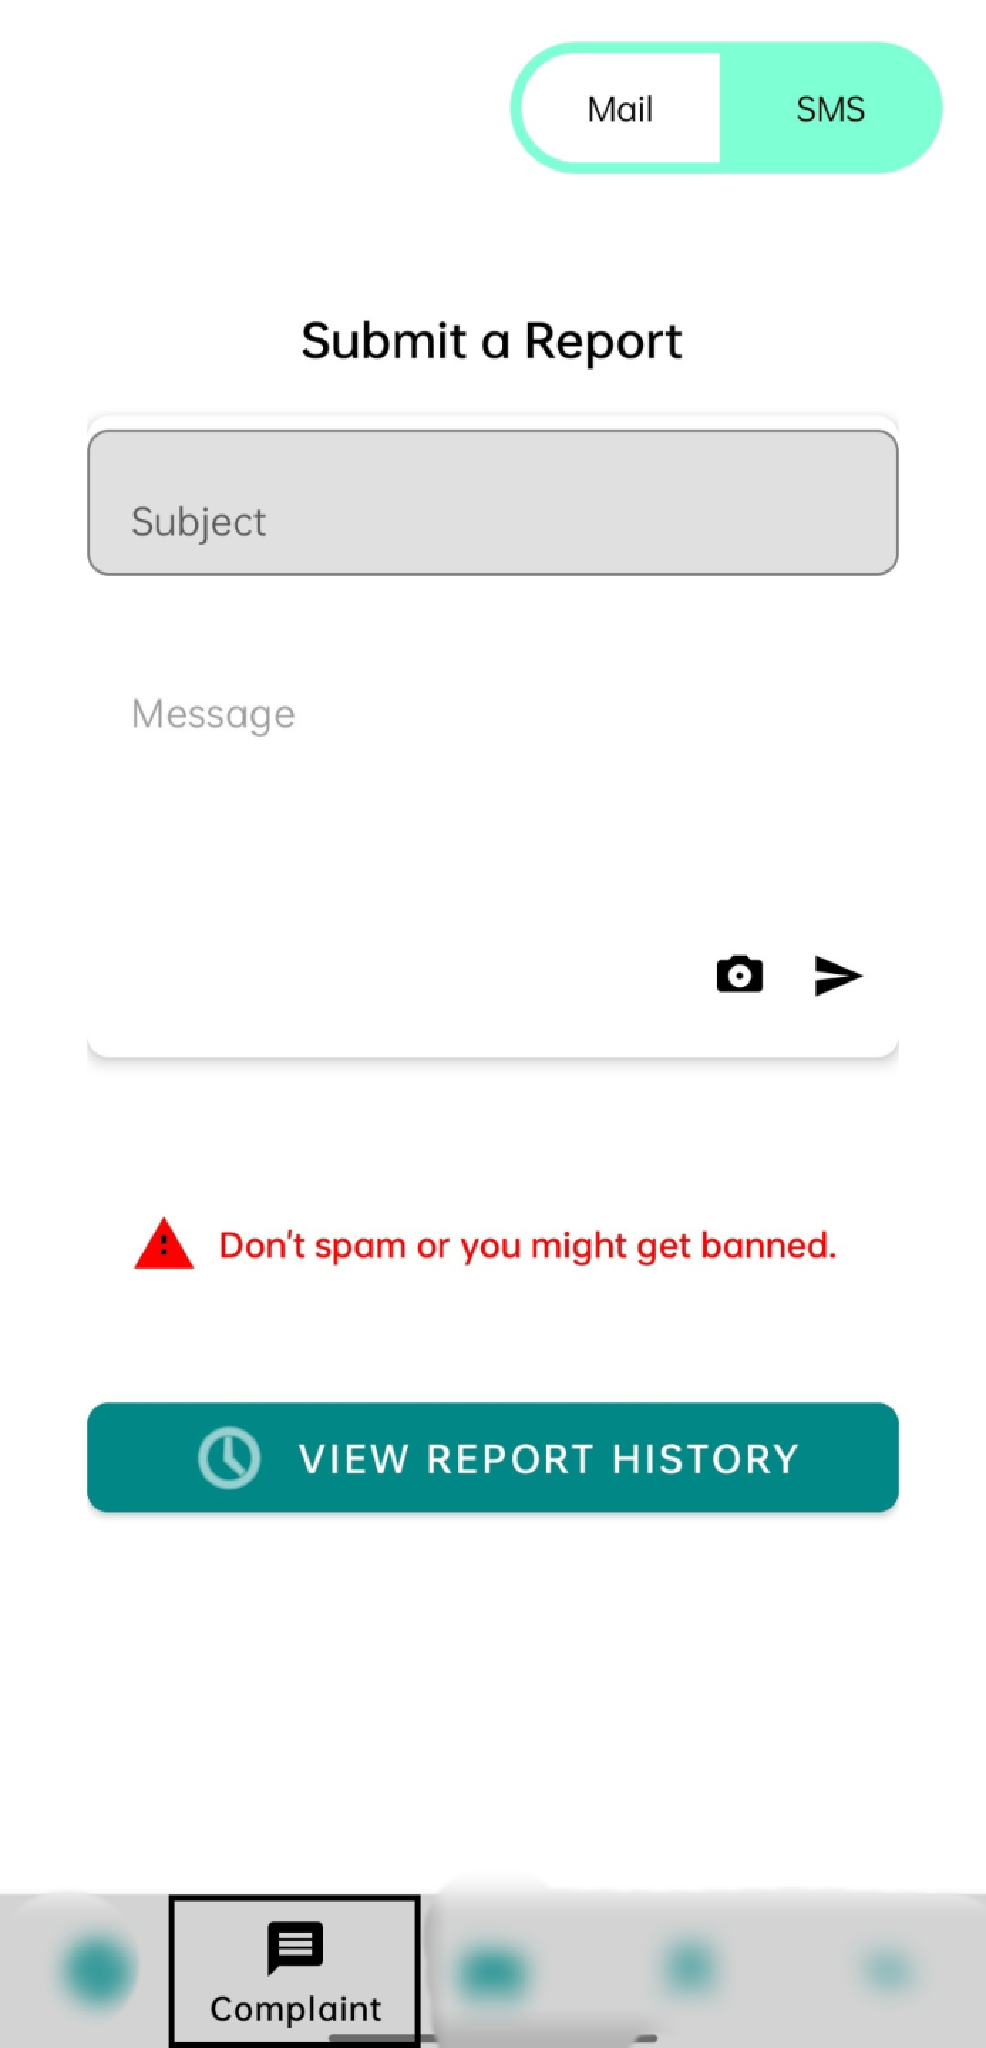 Mail SMS
Submit a Report
Subject
Message
Don't spam or you might get banned.
VIEW REPORT HISTORY
Complaint